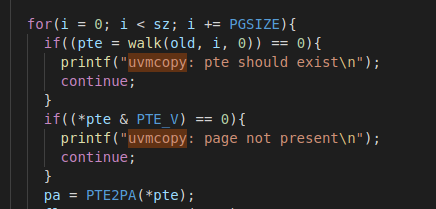 for(i = 0; i < sz; i += PGSIZE){
if((pte = walk(old, i, 0)) == 0){
printf("uvmcopy: pte should exist\n");
continue;
}
if((*pte & PTE_V) == 0){
printf("uvmcopy: page not present\n");
continue;
}
pa = PTE2PA(*pte);